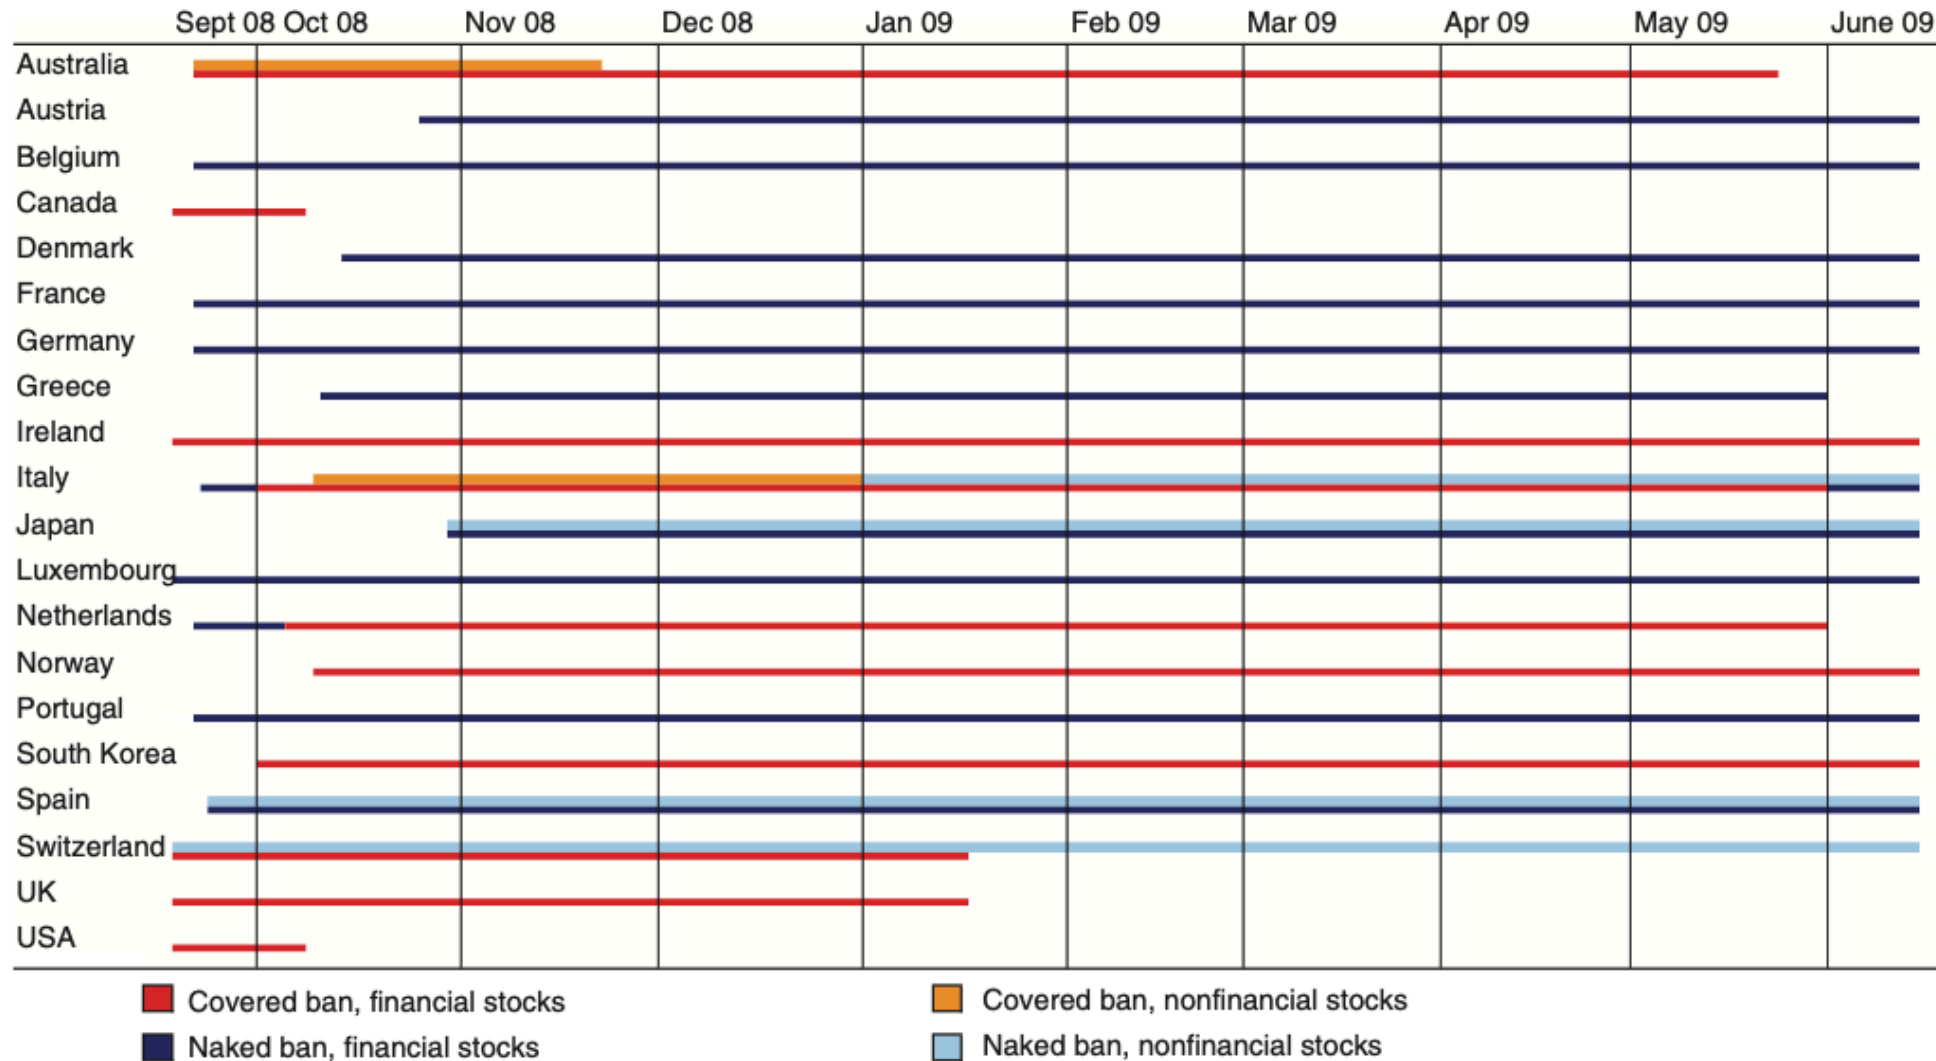 Sept 08 Oct 08 Nov 08 Dec 08 Jan 09 Feb 09 Mar 09 Apr 09 May 09 June 09
Australia
Austria
Belgium
Canada
Denmark
France
Germany
Greece
Ireland
Italy
Japan
Luxembourg
Netherlands
Norway
Portugal
South Korea
Spain
Switzerland
UK
USA
Covered ban, financial stocks Covered ban, nonfinancial stocks
Naked ban, financial stocks Naked ban, nonfinancial stocks